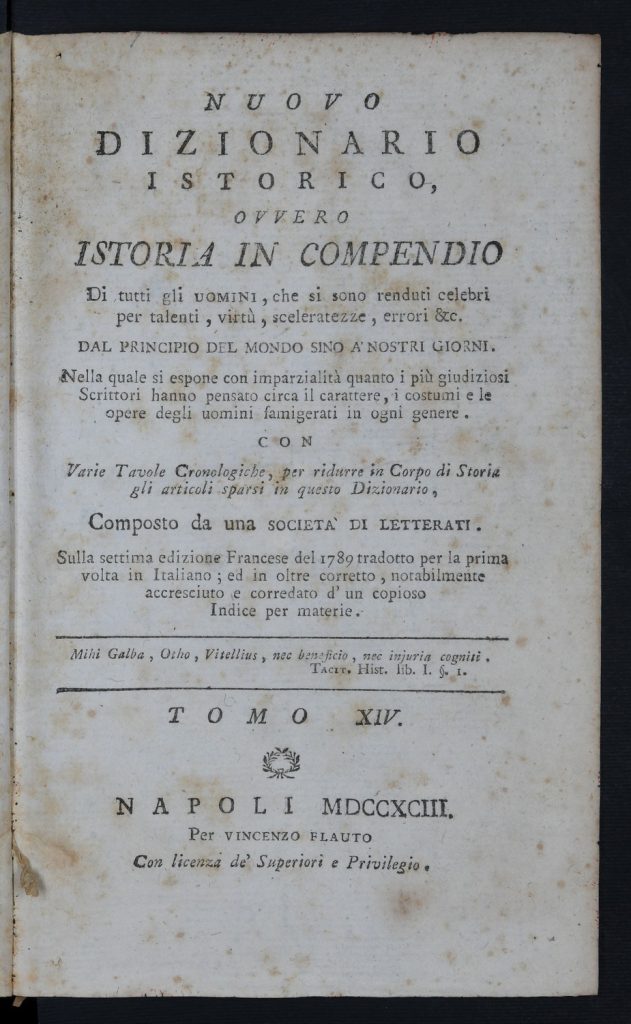 NUOVO
DIZIONARIO
ISTORICO,
OVVERO
ISTORIA IN COMPENDIO
Di tutti gli UOMINI, che si sono renduti celebri
per talenti, virtù, sceleratezze, errori &c.
DAL PRINCIPIO DEL MONDO SINO A' NOSTRI GIORNI.
Nella quale si espone con imparzialità quanto i più giudiziosi
Scrittori hanno pensato circa il carattere, i costumi e le
opere degli uomini famigerati in ogni genere.
CON
Varie Tavole Cronologiche, per ridurre in Corpo di Storia
gli articoli sparsi in questo Dizionario,
Composto da una SOCIETA' DI LETTERATI.
Sulla settima edizione Francese del 1789 tradotto per la prima
volta in Italiano; ed in oltre corretto, notabilmente
accresciuto e corredato d'un copioso
Indice per materie.
Mihi Galba, Otho, Vitellius, nec beneficio, nec injuria cogniti.
TACIT. Hist. lib. I. §. 1.
TOMO XIV.
NAPOLI MDCCXCIII.
Per VINCENZO FLAUTO
Con licenza de' Superiori e Privilegio.